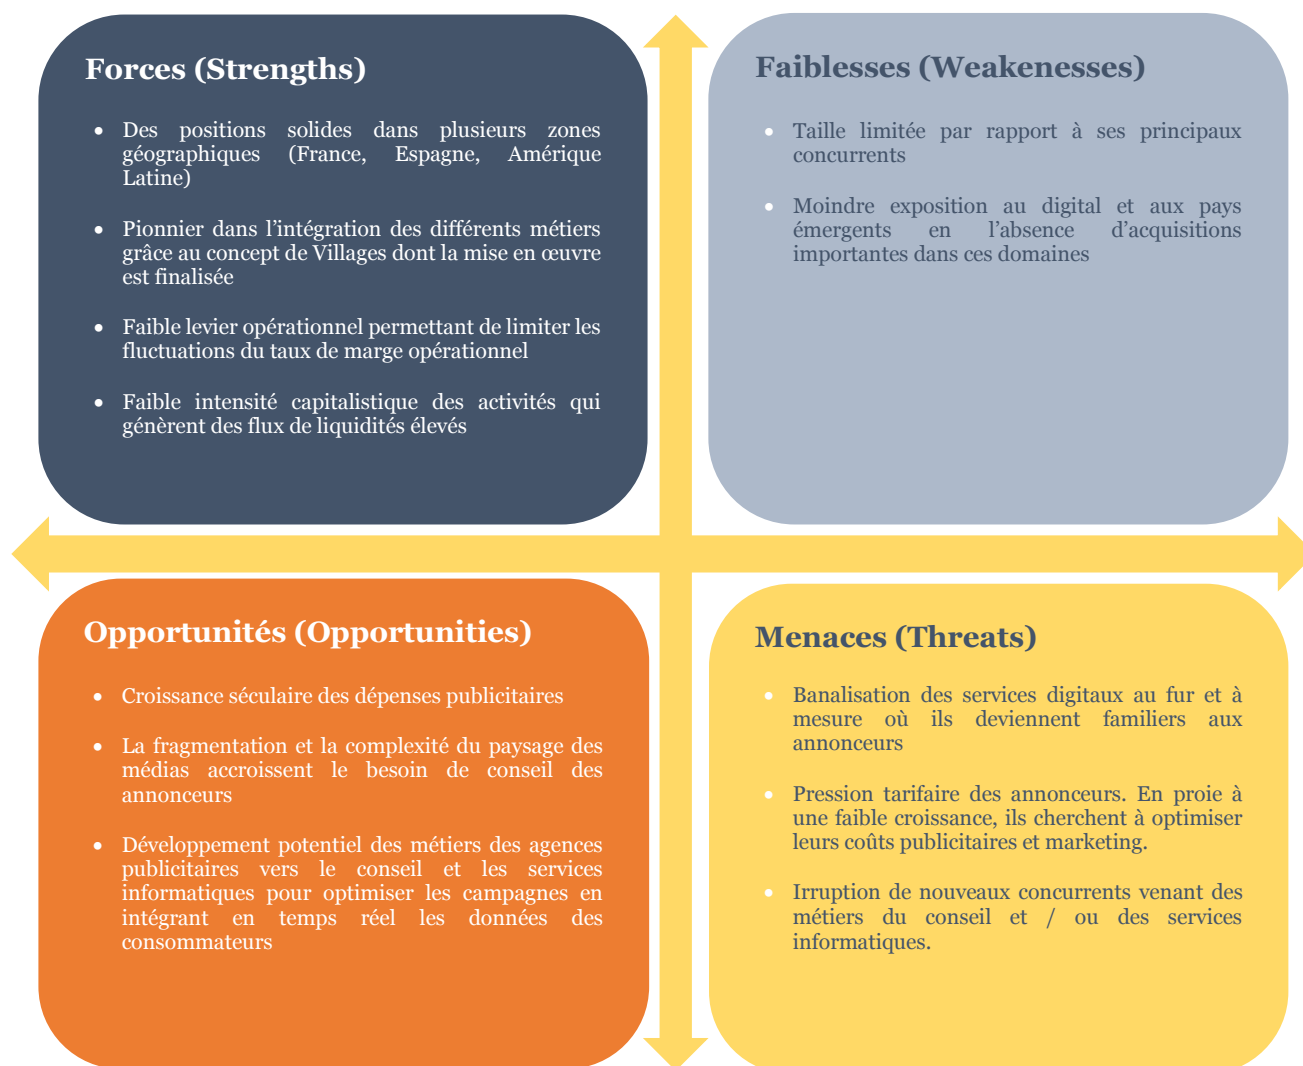 Forces (Strengths)
• Des positions solides dans plusieurs zones
géographiques (France, Espagne, Amérique
Latine)
• Pionnier dans l’intégration des différents métiers
grâce au concept de Villages dont la mise en œuvre
est finalisée
• Faible levier opérationnel permettant de limiter les
fluctuations du taux de marge opérationnel
• Faible intensité capitalistique des activités qui
génèrent des flux de liquidités élevés
Faiblesses (Weakenesses)
• Taille limitée par rapport à ses principaux
concurrents
• Moindre exposition au digital et aux pays
émergents en l’absence d’acquisitions
importantes dans ces domaines
Opportunités (Opportunities)
• Croissance séculaire des dépenses publicitaires
• La fragmentation et la complexité du paysage des
médias accroissent le besoin de conseil des
annonceurs
• Développement potentiel des métiers des agences
publicitaires vers le conseil et les services
informatiques pour optimiser les campagnes en
intégrant en temps réel les données des
consommateurs
Menaces (Threats)
• Banalisation des services digitaux au fur et à
mesure où ils deviennent familiers aux
annonceurs
• Pression tarifaire des annonceurs. En proie à
une faible croissance, ils cherchent à optimiser
leurs coûts publicitaires et marketing.
• Irruption de nouveaux concurrents venant des
métiers du conseil et / ou des services
informatiques.